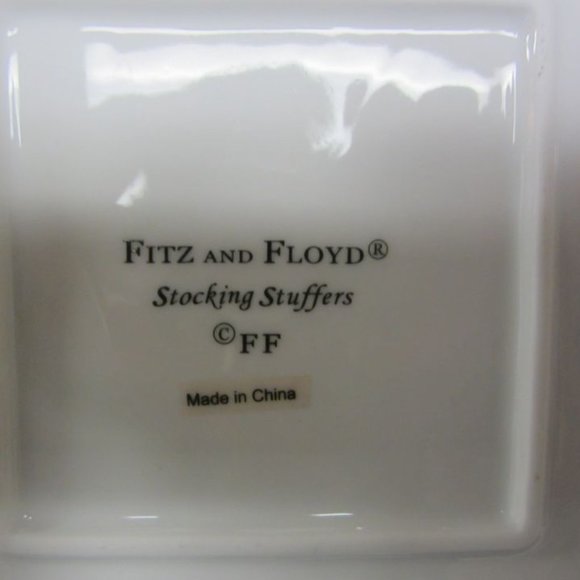 FITZ AND FLOYD®
Stocking Stuffers
©FF
Made in China